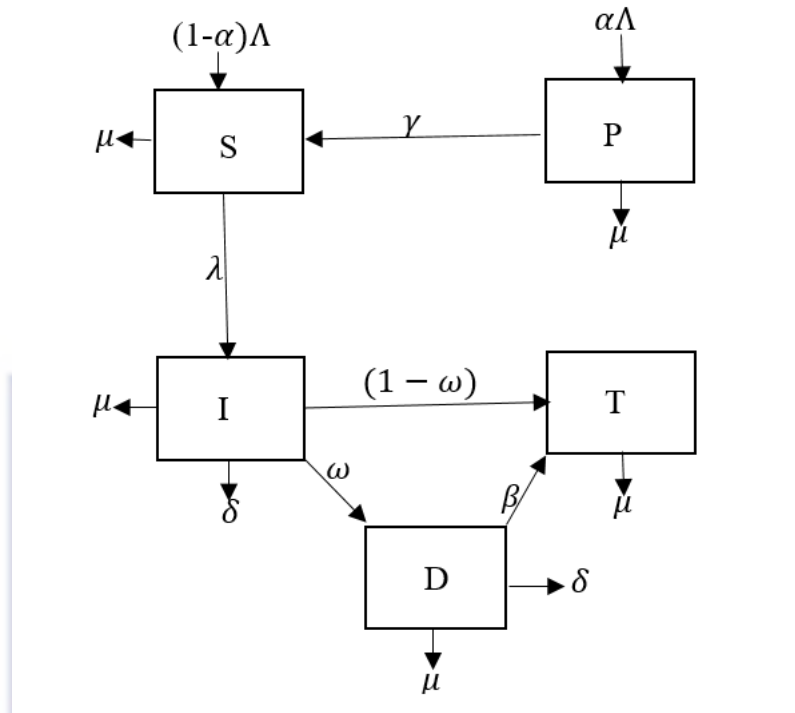 (1-α)Λ
αΛ
μ
S
γ
P
μ
λ
μ
I
(1 − ω)
T
δ
ω
β
μ
D
δ
μ